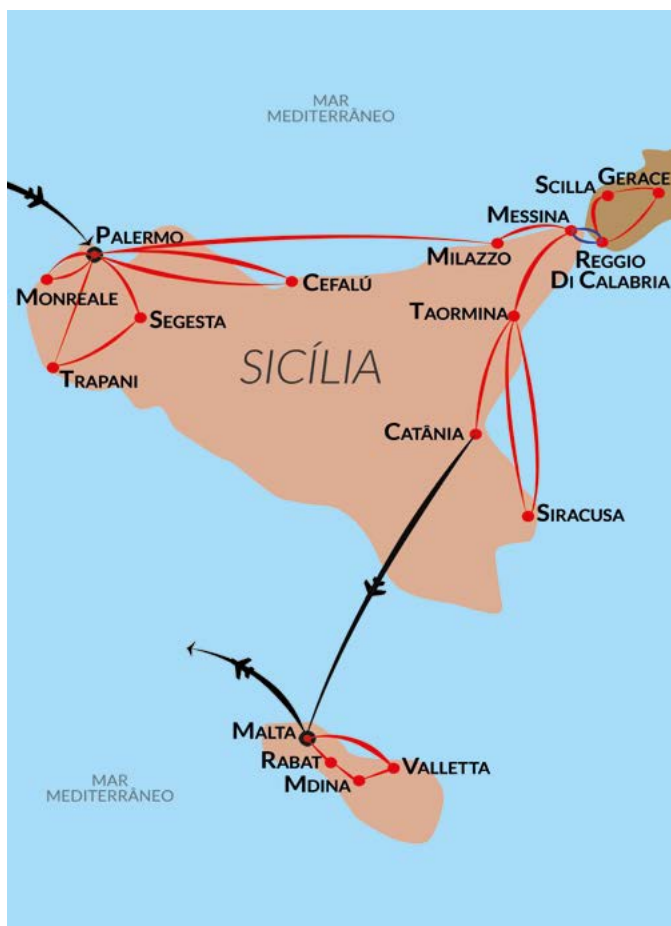 MAR
MEDITERRÂNEO
SCILLA
GERACE
MESSINA
PALERMO
MILAZZO
REGGIO
DI CALABRIA
MONREALE
CEFALÚ
SEGESTA
TAORMINA
TRAPANI
SICÍLIA
CATÂNIA
SIRACUSA
MALTA
RABAT
VALLETTA
MDINA
MAR
MEDITERRÂNEO